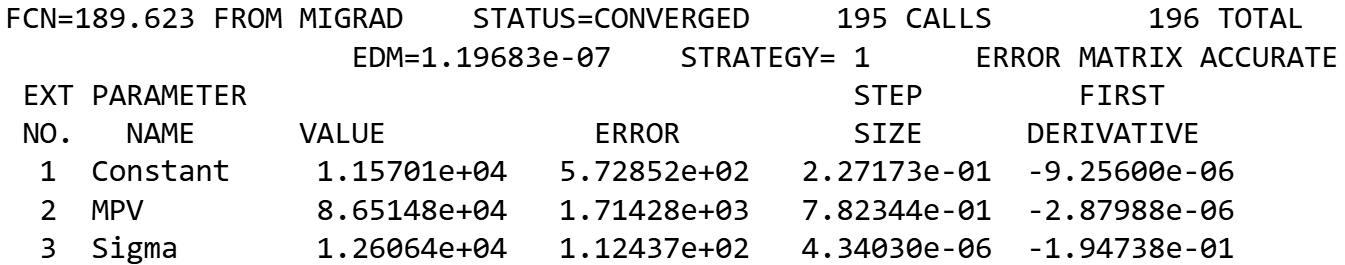 FCN=189.623 FROM MIGRAD    STATUS=CONVERGED     195 CALLS         196 TOTAL
EDM=1.19683e-07    STRATEGY= 1      ERROR MATRIX ACCURATE
EXT PARAMETER                                   STEP         FIRST
NO.   NAME      VALUE            ERROR          SIZE      DERIVATIVE
1  Constant     1.15701e+04   5.72852e+02   2.27173e-01  -9.25600e-06
2  MPV          8.65148e+04   1.71428e+03   7.82344e-01  -2.87988e-06
3  Sigma        1.26064e+04   1.12437e+02   4.34030e-06  -1.94738e-01